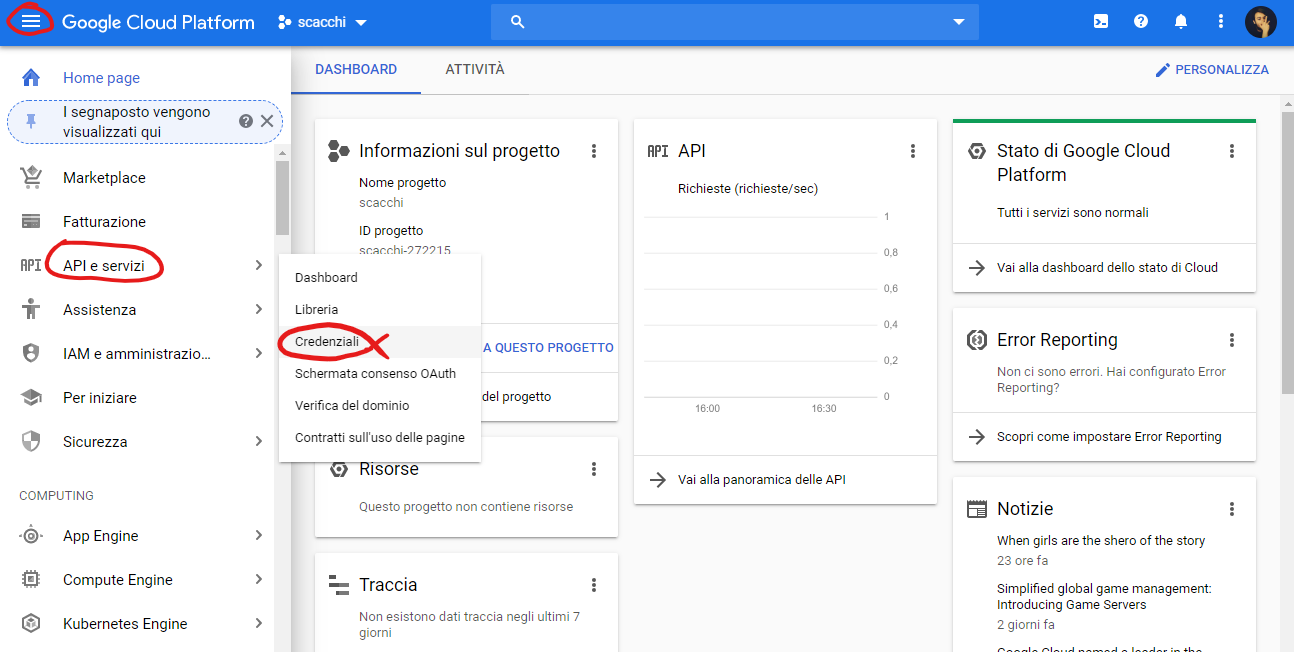 Google Cloud Platform
scacchi
Home page
I segnaposto vengono
visualizzati qui
Marketplace
Fatturazione
API
API e servizi
Assistenza
IAM e amministrazio...
Per iniziare
Sicurezza
COMPUTING
App Engine
Compute Engine
Kubernetes Engine
Dashboard
Libreria
Credenziali
Schermata consenso OAuth
Verifica del dominio
Contratti sull'uso delle pagine
DASHBOARD
ATTIVITÀ
PERSONALIZZA
Informazioni sul progetto
Nome progetto
scacchi
ID progetto
scacchi-272215
A QUESTO PROGETTO
del progetto
Risorse
Questo progetto non contiene risorse
Traccia
Non esistono dati traccia negli ultimi 7
giorni
API
API
Richieste (richieste/sec)
1
0,8
0,6
0,4
0,2
0
16:00
16:30
Vai alla panoramica delle API
Stato di Google Cloud
Platform
Tutti i servizi sono normali
Vai alla dashboard dello stato di Cloud
Error Reporting
Non ci sono errori. Hai configurato Error
Reporting?
Scopri come impostare Error Reporting
Notizie
When girls are the shero of the story
23 ore fa
Simplified global game management:
Introducing Game Servers
2 giorni fa
Google Cloud named a leader in the